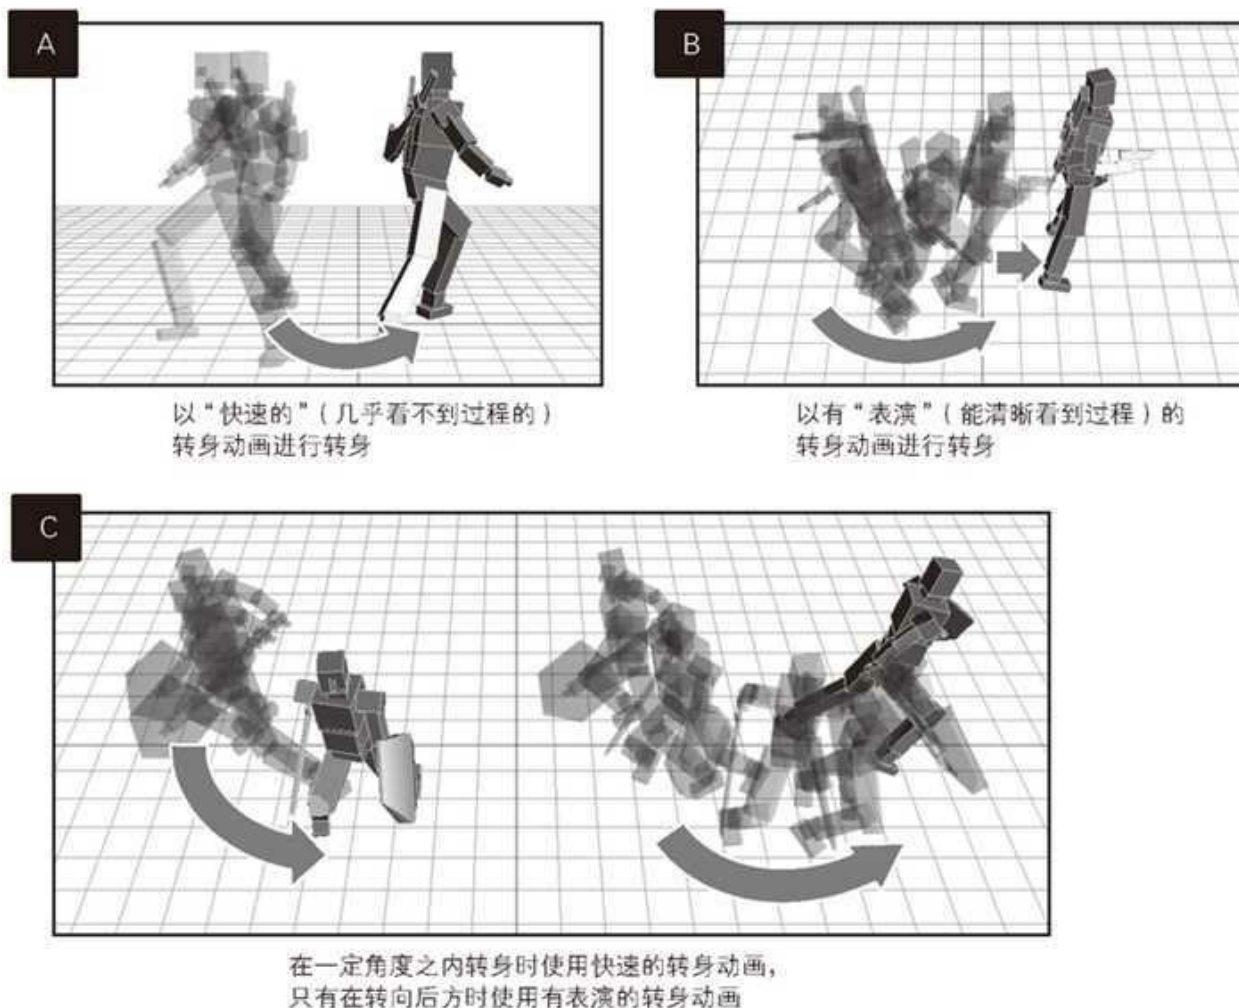 A
B
以“快速的”(几乎看不到过程的)
转身动画进行转身
以有“表演”(能清晰看到过程)的
转身动画进行转身
C
在一定角度之内转身时使用快速的转身动画,
只有在转向后方时使用有表演的转身动画